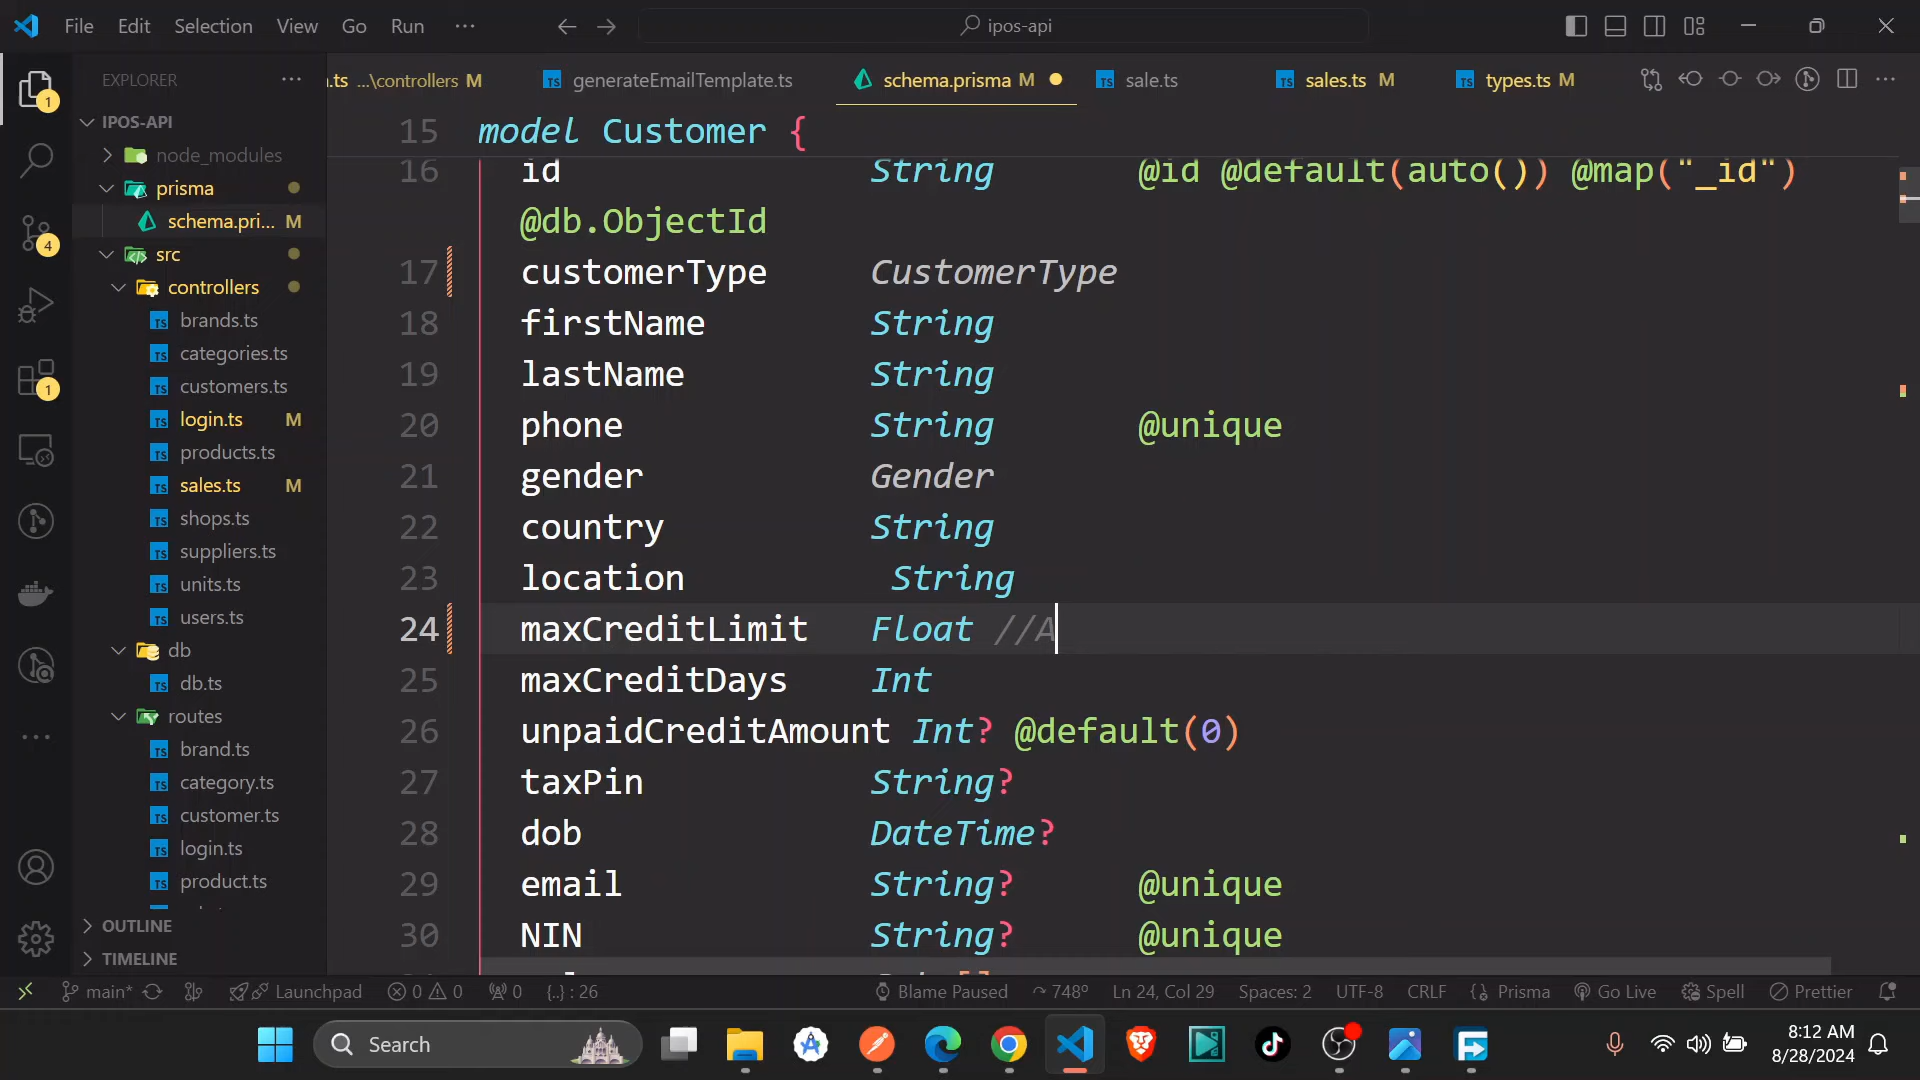 File Edit Selection View Go Run ···
ipos-api
EXPLORER ···
.ts ...\controllers M
generateEmailTemplate.ts
schema.prisma M
sale.ts
sales.ts M
types.ts M
IPOS-API
node_modules
prisma
schema.pri... M
src
controllers
brands.ts
categories.ts
customers.ts
login.ts M
products.ts
sales.ts M
shops.ts
suppliers.ts
units.ts
users.ts
db
db.ts
routes
brand.ts
category.ts
customer.ts
login.ts
product.ts
OUTLINE
TIMELINE
1
4
1
15 model Customer {
16 id String @id @default(auto()) @map("_id")
@db.ObjectId
17 customerType CustomerType
18 firstName String
19 lastName String
20 phone String @unique
21 gender Gender
22 country String
23 location String
24 maxCreditLimit Float //A
25 maxCreditDays Int
26 unpaidCreditAmount Int? @default(0)
27 taxPin String?
28 dob DateTime?
29 email String? @unique
30 NIN String? @unique
main* Launchpad 0 0 0 {..} : 26 Blame Paused 748° Ln 24, Col 29 Spaces: 2 UTF-8 CRLF {} Prisma Go Live Spell Prettier
Search
8:12 AM
8/28/2024